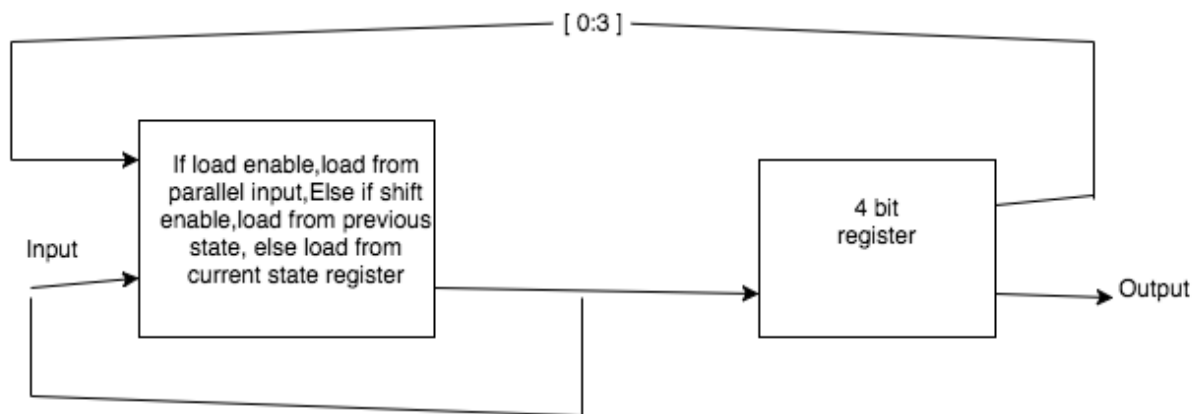 [ 0:3 ]
If load enable,load from
parallel input,Else if shift
enable,load from previous
state, else load from
current state register
4 bit
register
Input
Output